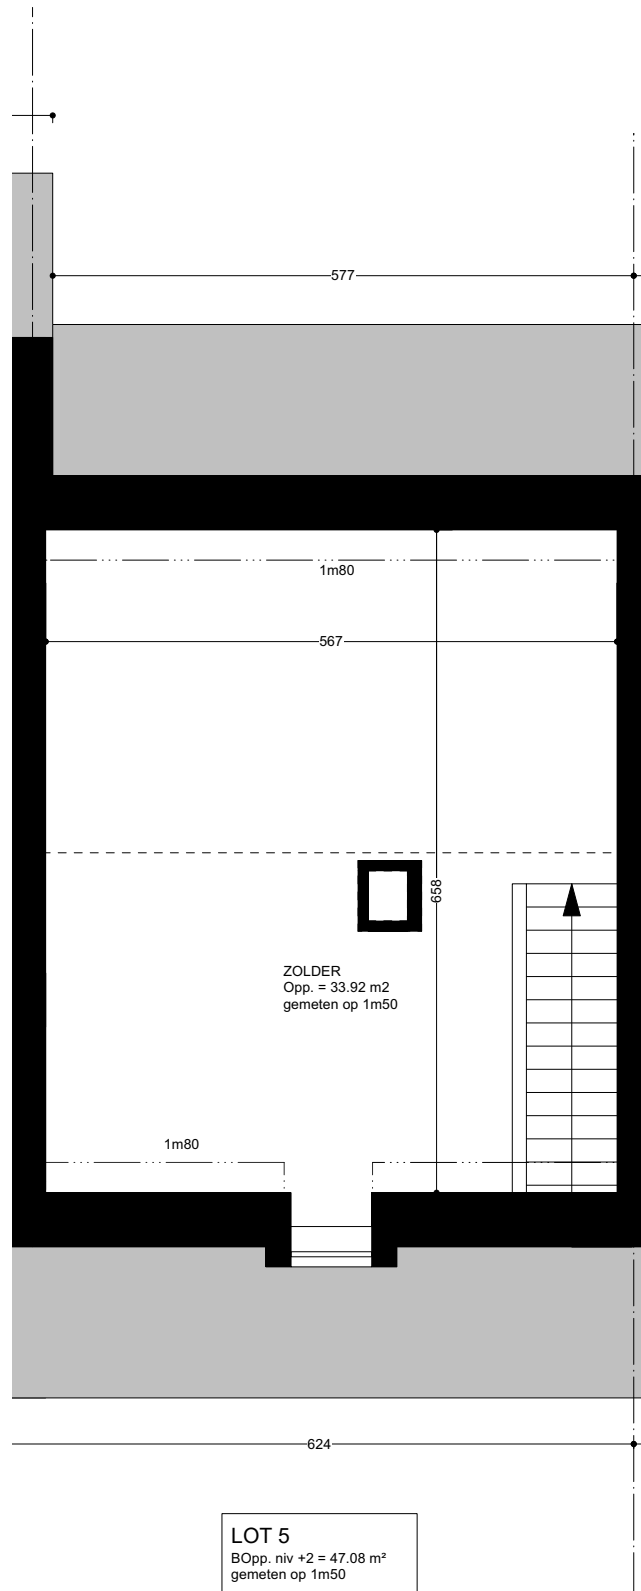 577
1m80
567
658
ZOLDER
Opp. = 33.92 m2
gemeten op 1m50
1m80
624
LOT 5
BOpp. niv +2 = 47.08 m²
gemeten op 1m50